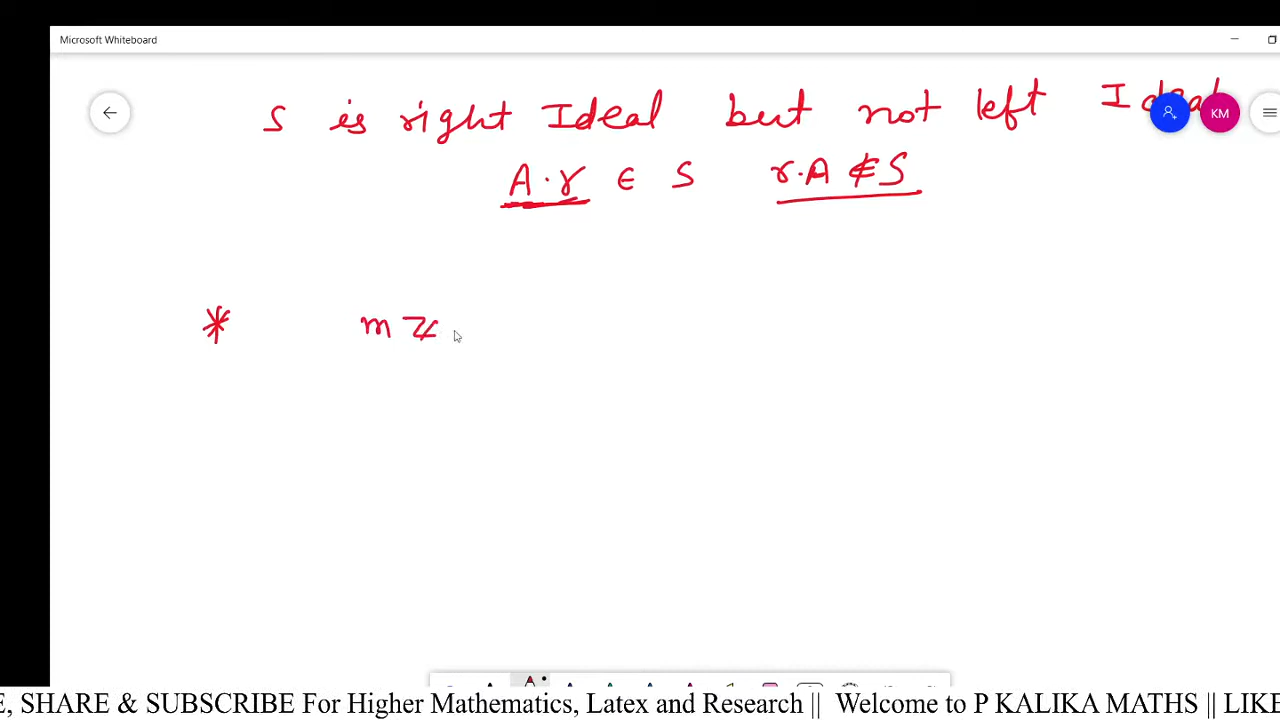 Microsoft Whiteboard
S is right Ideal but not left Ideal
KM
A·r ∈ S r.A ∉ S
* mℤ
E, SHARE & SUBSCRIBE For Higher Mathematics, Latex and Research || Welcome to P KALIKA MATHS || LIKE